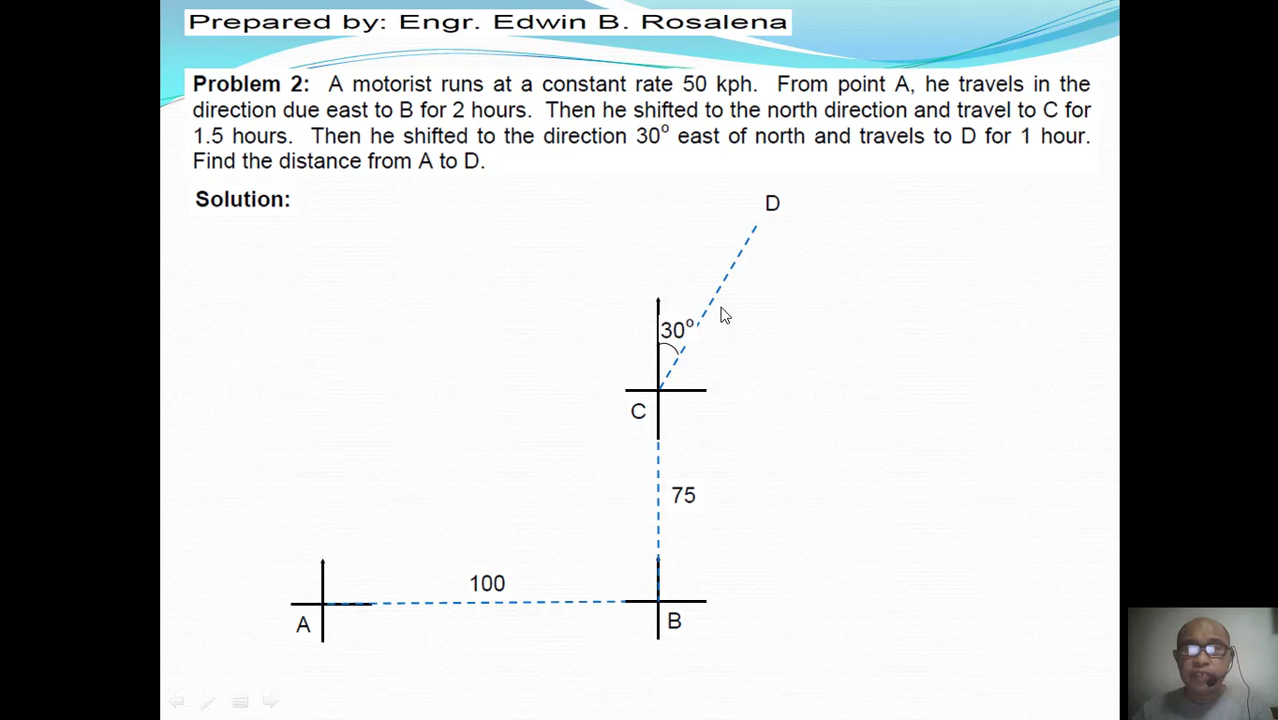 Prepared by: Engr. Edwin B. Rosalena
Problem 2: A motorist runs at a constant rate 50 kph. From point A, he travels in the
direction due east to B for 2 hours. Then he shifted to the north direction and travel to C for
1.5 hours. Then he shifted to the direction 30° east of north and travels to D for 1 hour.
Find the distance from A to D.
Solution:
D
30°
C
75
100
A
B